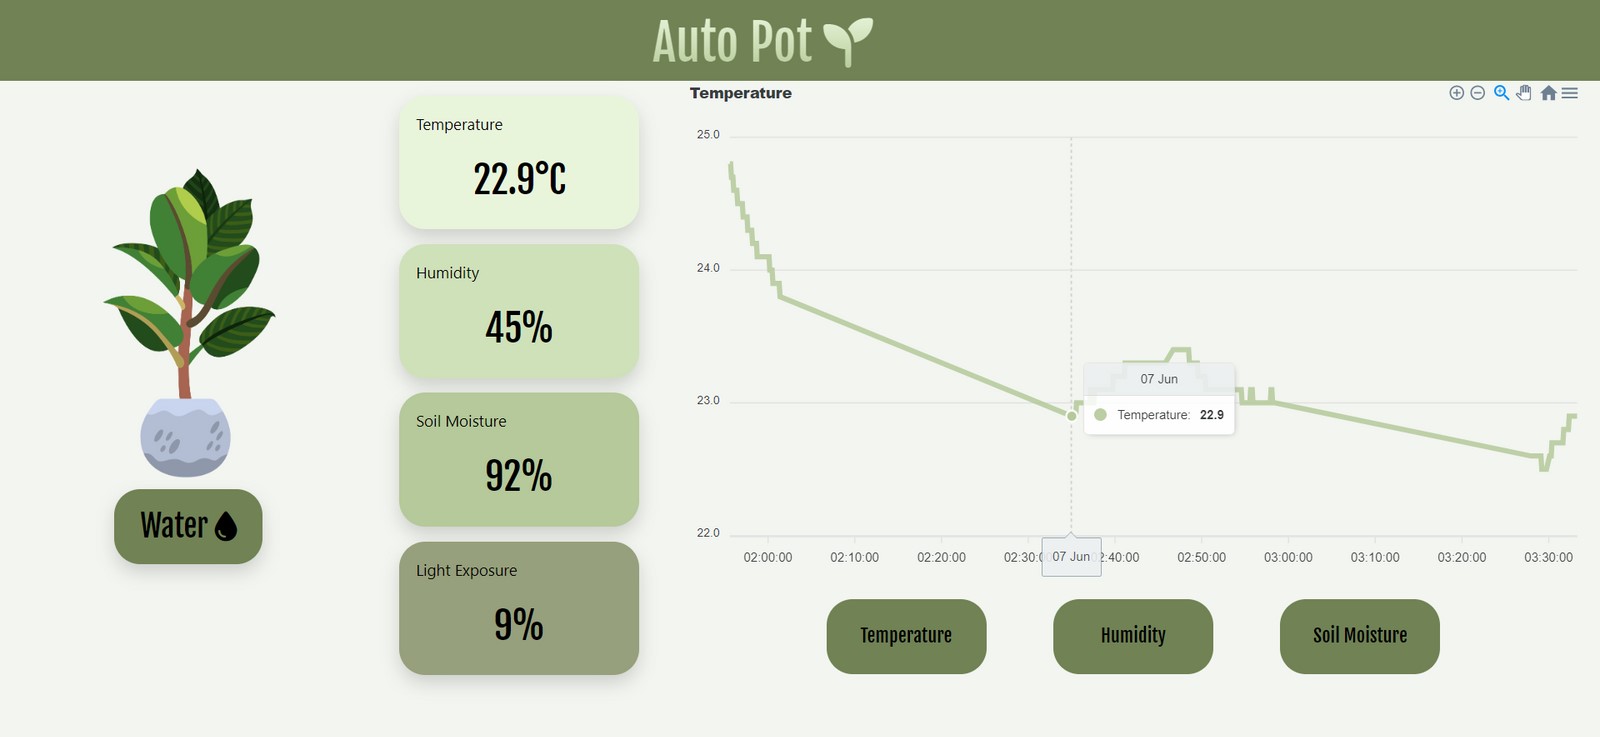 Auto Pot
Temperature
22.9°C
Humidity
45%
Soil Moisture
92%
Light Exposure
9%
Water
Temperature
25.0
24.0
23.0
22.0
07 Jun
Temperature: 22.9
02:00:00 02:10:00 02:20:00 02:30:0 07 Jun 2:40:00 02:50:00 03:00:00 03:10:00 03:20:00 03:30:00
Temperature Humidity Soil Moisture